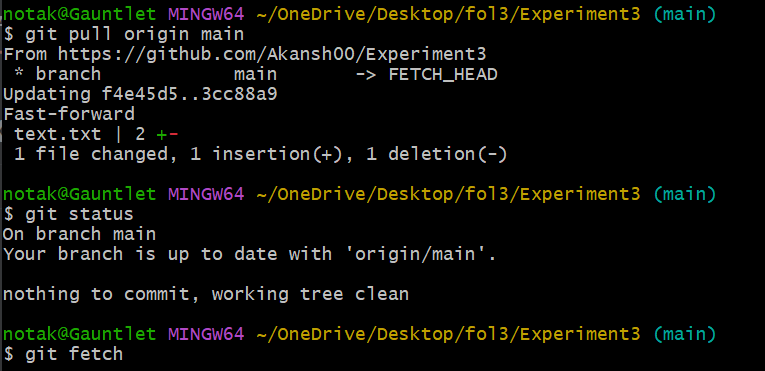 notak@Gauntlet MINGW64 ~/OneDrive/Desktop/fol3/Experiment3 (main)
$ git pull origin main
From https://github.com/Akansh00/Experiment3
 * branch            main       -> FETCH_HEAD
Updating f4e45d5..3cc88a9
Fast-forward
 text.txt | 2 +-
 1 file changed, 1 insertion(+), 1 deletion(-)

notak@Gauntlet MINGW64 ~/OneDrive/Desktop/fol3/Experiment3 (main)
$ git status
On branch main
Your branch is up to date with 'origin/main'.

nothing to commit, working tree clean

notak@Gauntlet MINGW64 ~/OneDrive/Desktop/fol3/Experiment3 (main)
$ git fetch